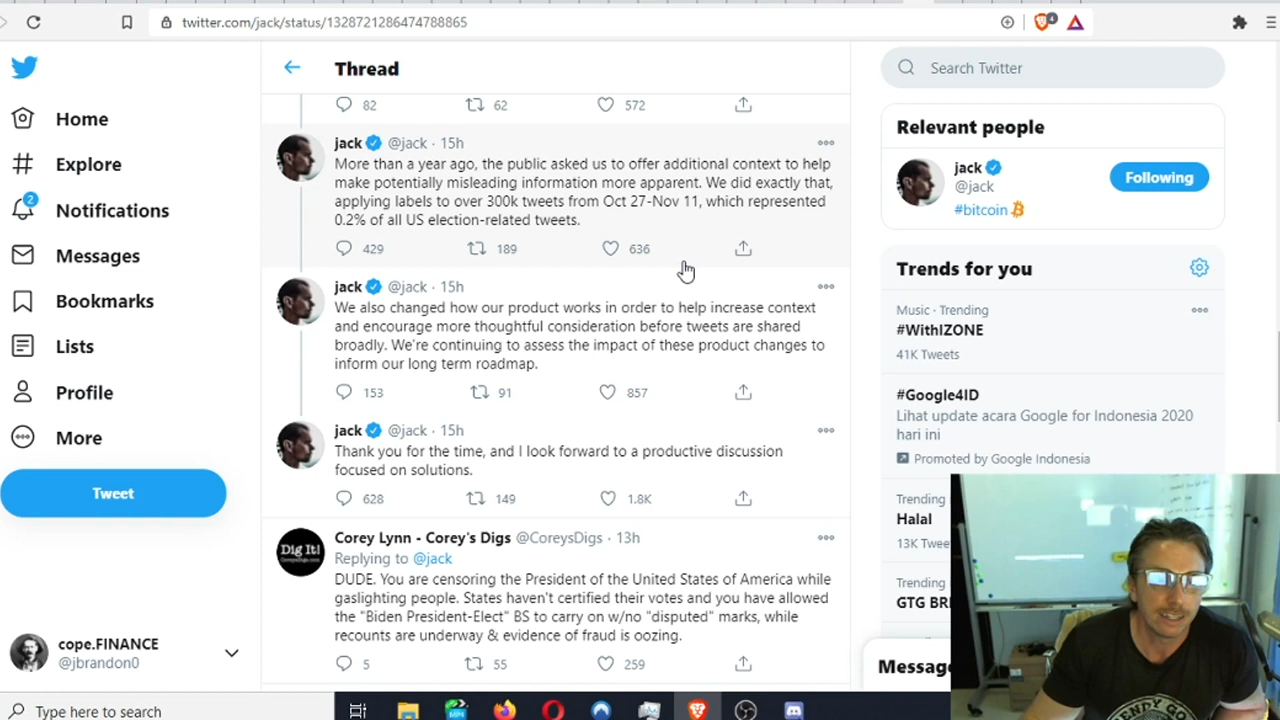 twitter.com/jack/status/1328721286474788865
4
Home
Explore
2
Notifications
Messages
Bookmarks
Lists
Profile
More
Tweet
cope.FINANCE
@jbrandon0
Thread
82 62 572
jack @jack · 15h
More than a year ago, the public asked us to offer additional context to help
make potentially misleading information more apparent. We did exactly that,
applying labels to over 300k tweets from Oct 27-Nov 11, which represented
0.2% of all US election-related tweets.
429 189 636
jack @jack · 15h
We also changed how our product works in order to help increase context
and encourage more thoughtful consideration before tweets are shared
broadly. We're continuing to assess the impact of these product changes to
inform our long term roadmap.
153 91 857
jack @jack · 15h
Thank you for the time, and I look forward to a productive discussion
focused on solutions.
628 149 1.8K
Dig It!
Corey Lynn - Corey's Digs @CoreysDigs · 13h
Replying to @jack
DUDE. You are censoring the President of the United States of America while
gaslighting people. States haven't certified their votes and you have allowed
the "Biden President-Elect" BS to carry on w/no "disputed" marks, while
recounts are underway & evidence of fraud is oozing.
5 55 259
Search Twitter
Relevant people
jack
@jack
#bitcoin
Following
Trends for you
Music · Trending
#WithIZONE
41K Tweets
#Google4ID
Lihat update acara Google for Indonesia 2020
hari ini
Promoted by Google Indonesia
Trending
Halal
13K Twee
Trending
GTG BRI
Message
Type here to search